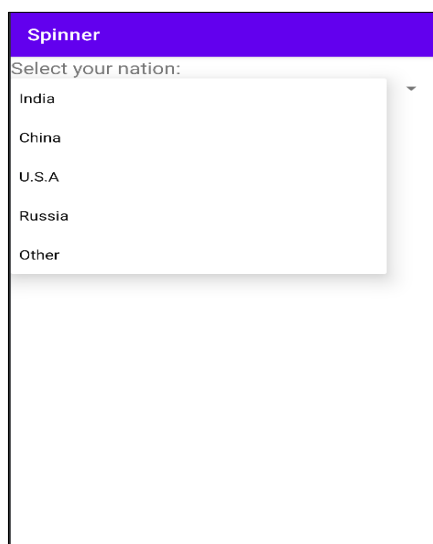 Spinner
Select your nation:
India
China
U.S.A
Russia
Other